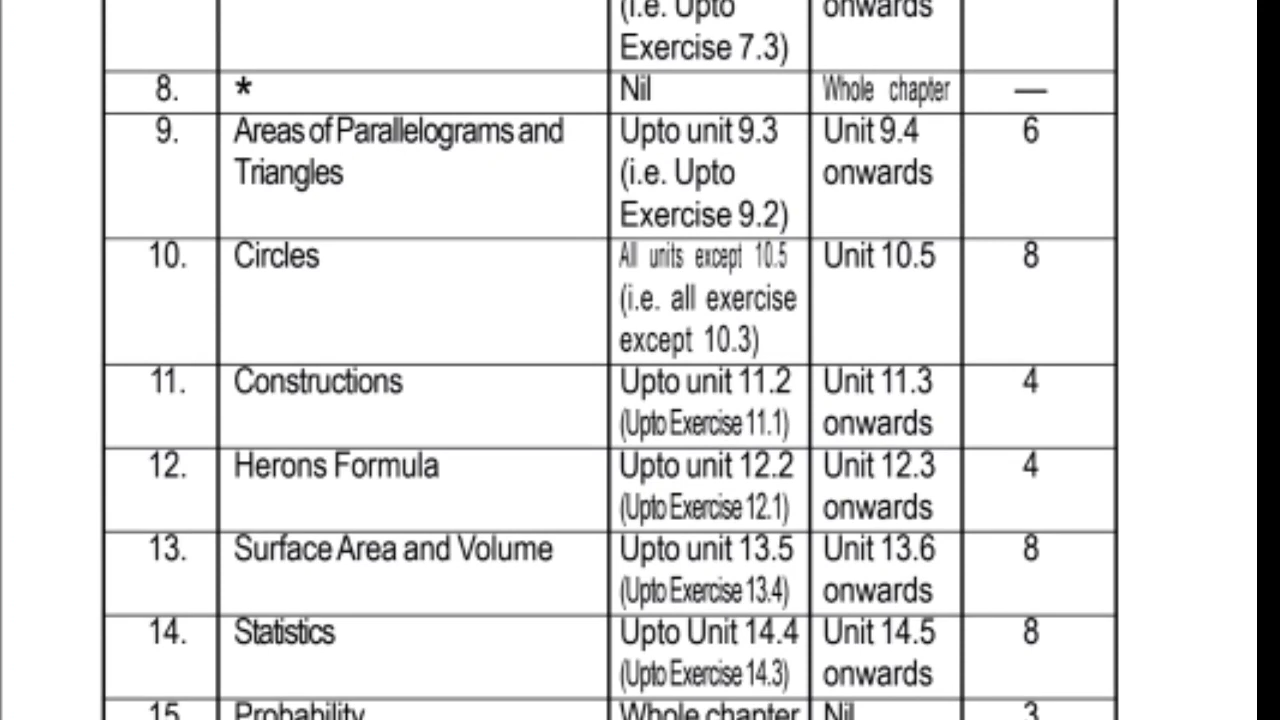 (i.e. Upto onwards
Exercise 7.3)
8. * Nil Whole chapter —
9. Areas of Parallelograms and Upto unit 9.3 Unit 9.4 6
Triangles (i.e. Upto onwards
Exercise 9.2)
10. Circles All units except 10.5 Unit 10.5 8
(i.e. all exercise
except 10.3)
11. Constructions Upto unit 11.2 Unit 11.3 4
(Upto Exercise 11.1) onwards
12. Herons Formula Upto unit 12.2 Unit 12.3 4
(Upto Exercise 12.1) onwards
13. Surface Area and Volume Upto unit 13.5 Unit 13.6 8
(Upto Exercise 13.4) onwards
14. Statistics Upto Unit 14.4 Unit 14.5 8
(Upto Exercise 14.3) onwards
15. Probability Whole chapter Nil 3